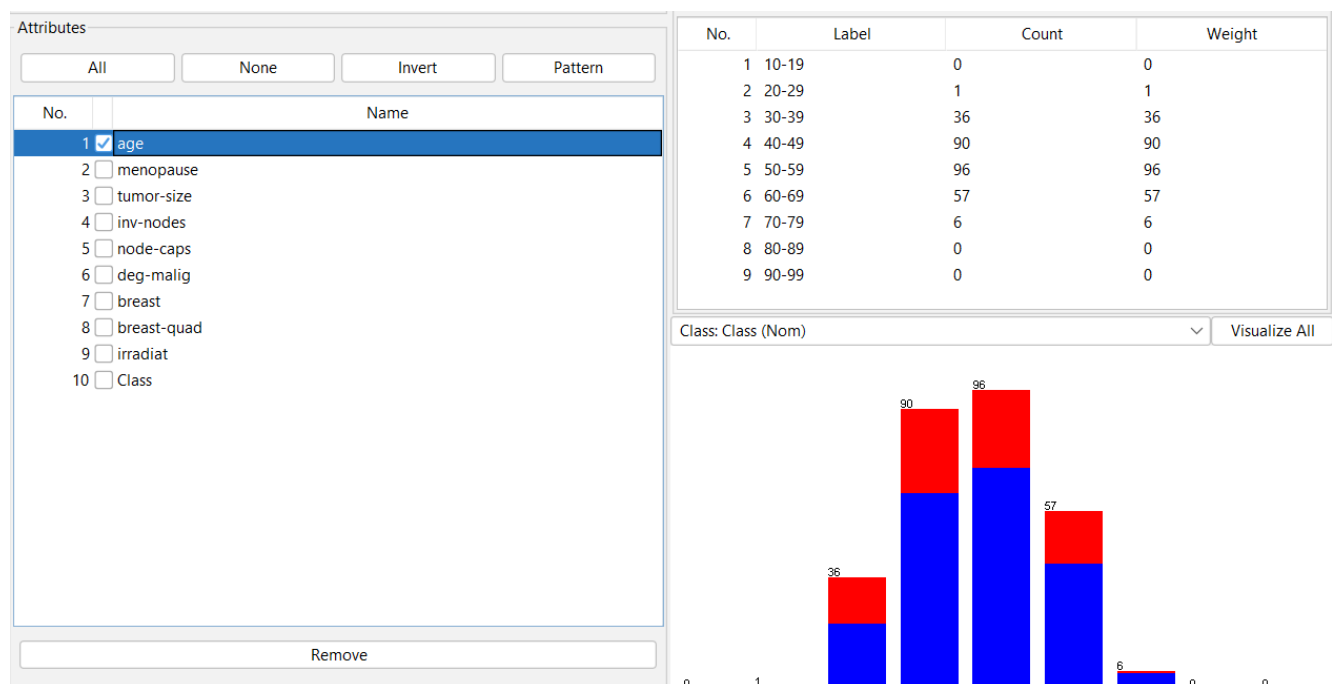 Attributes
All None Invert Pattern
No. Name
1 age
2 menopause
3 tumor-size
4 inv-nodes
5 node-caps
6 deg-malig
7 breast
8 breast-quad
9 irradiat
10 Class
Remove
No. Label Count Weight
1 10-19 0 0
2 20-29 1 1
3 30-39 36 36
4 40-49 90 90
5 50-59 96 96
6 60-69 57 57
7 70-79 6 6
8 80-89 0 0
9 90-99 0 0
Class: Class (Nom) Visualize All
96
90
57
36
6
0 1 0 0